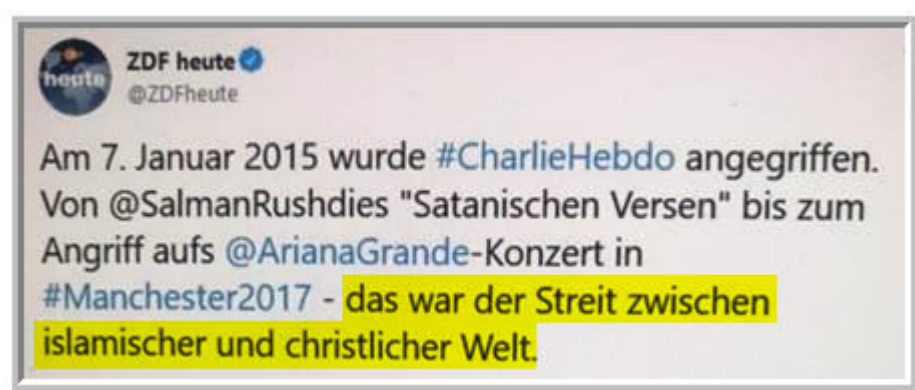 heute
ZDF heute
@ZDFheute
Am 7. Januar 2015 wurde #CharlieHebdo angegriffen.
Von @SalmanRushdies "Satanischen Versen" bis zum
Angriff aufs @ArianaGrande-Konzert in
#Manchester2017 - das war der Streit zwischen
islamischer und christlicher Welt.